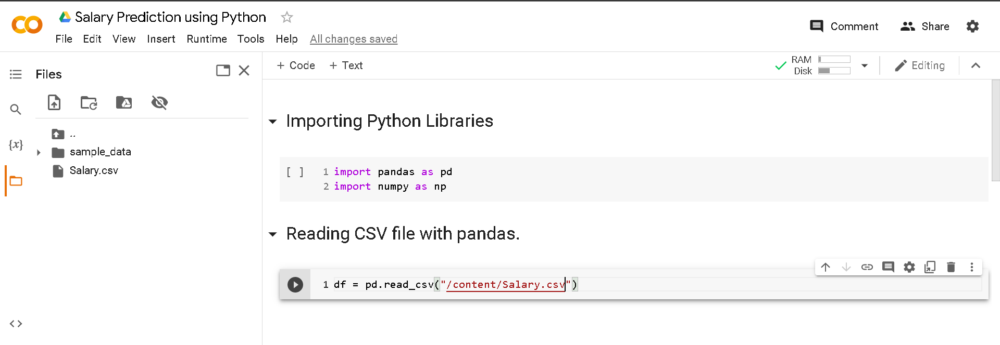 Salary Prediction using Python
File Edit View Insert Runtime Tools Help All changes saved
Comment Share
Files
..
sample_data
Salary.csv
{x}
<>
+ Code + Text
RAM
Disk
Editing
Importing Python Libraries
[ ] 1 import pandas as pd
2 import numpy as np
Reading CSV file with pandas.
1 df = pd.read_csv("/content/Salary.csv")